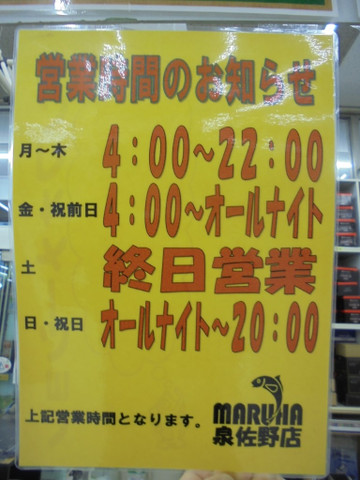 営業時間のお知らせ
月～木 4：00～22：00
金・祝前日 4：00～オールナイト
土 終日営業
日・祝日 オールナイト～20：00
上記営業時間となります。
MARUHA
泉佐野店